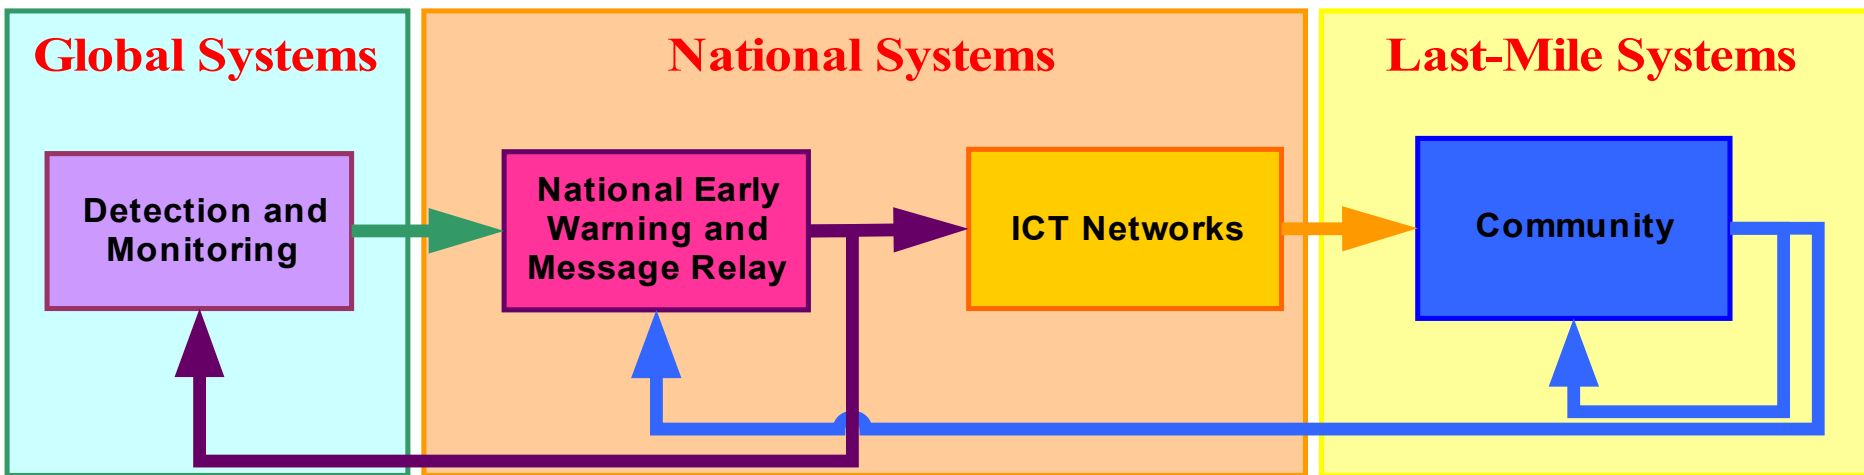 Global Systems
National Systems
Last-Mile Systems
Detection and
Monitoring
National Early
Warning and
Message Relay
ICT Networks
Community